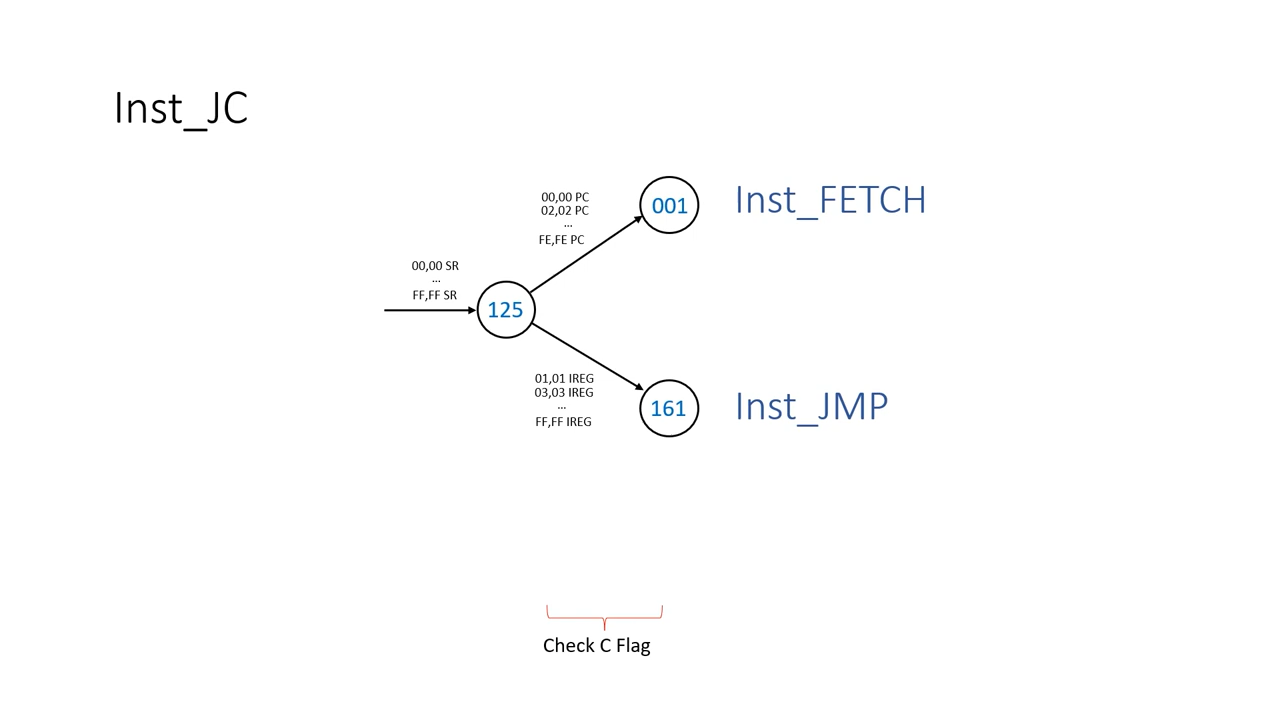 Inst_JC
00,00 PC
02,02 PC
...
FE,FE PC
001
Inst_FETCH
00,00 SR
...
FF,FF SR
125
01,01 IREG
03,03 IREG
...
FF,FF IREG
161
Inst_JMP
Check C Flag